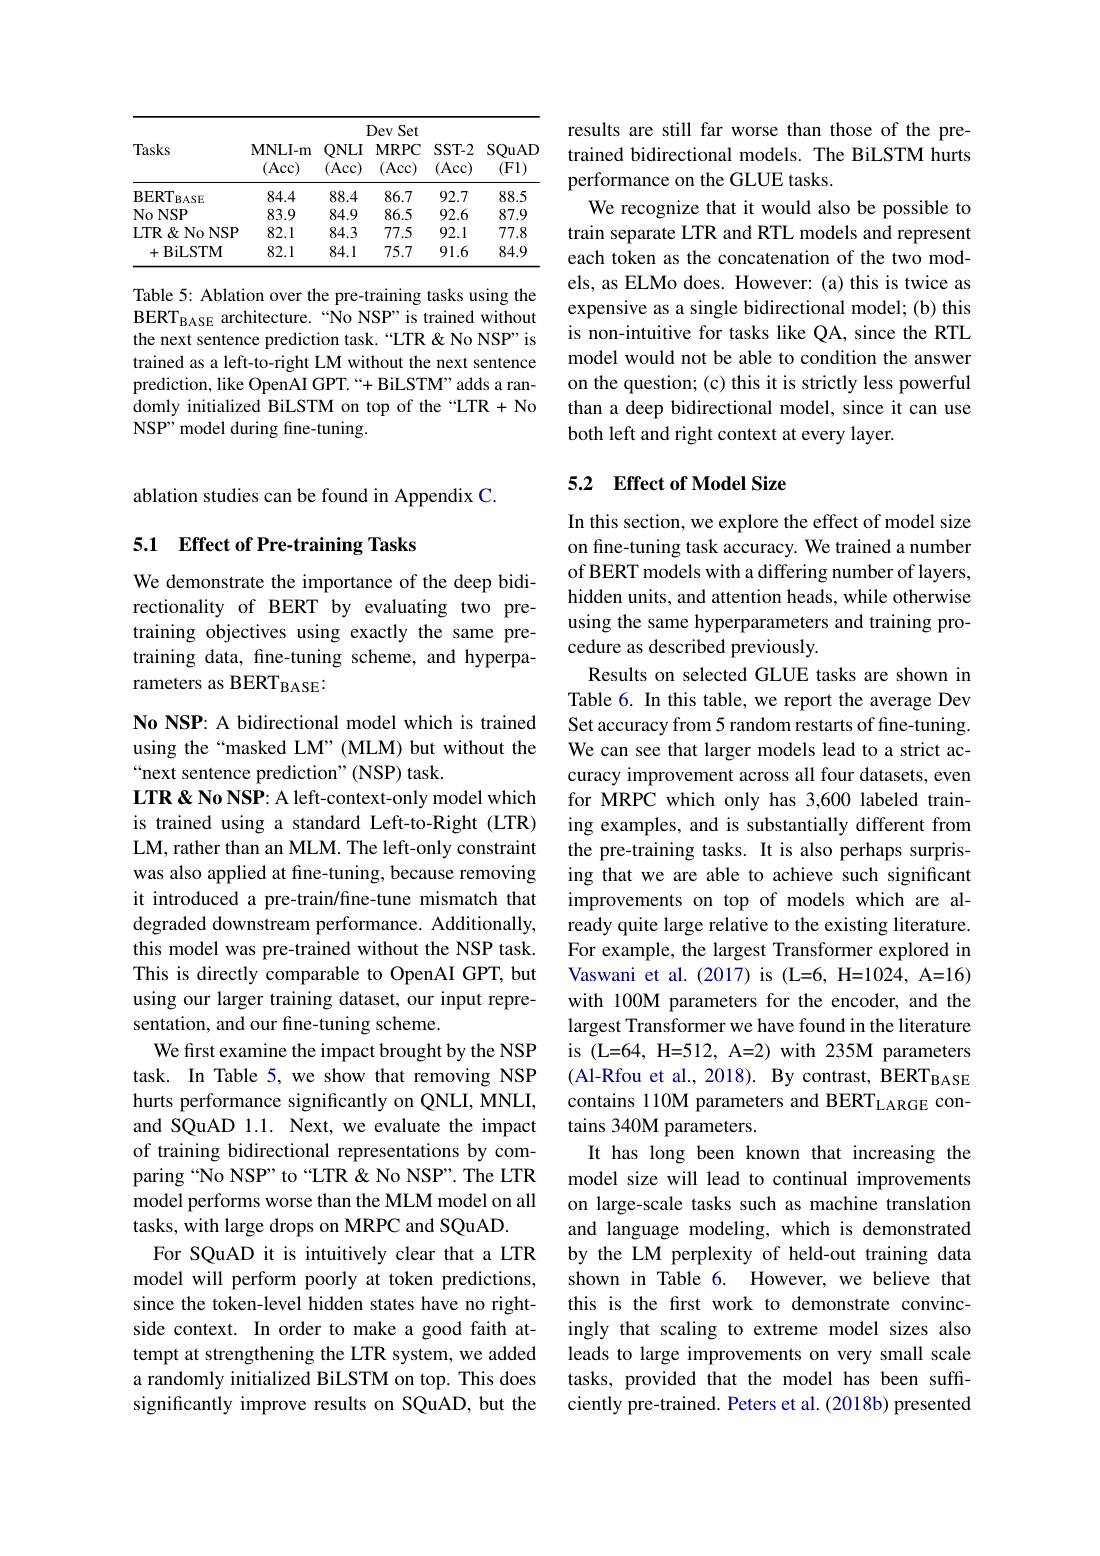 Dev Set
Tasks MNLI-m QNLI MRPC SST-2 SQuAD
(Acc) (Acc) (Acc) (Acc) (F1)
BERTBASE 84.4 88.4 86.7 92.7 88.5
No NSP 83.9 84.9 86.5 92.6 87.9
LTR & No NSP 82.1 84.3 77.5 92.1 77.8
+ BiLSTM 82.1 84.1 75.7 91.6 84.9
Table 5: Ablation over the pre-training tasks using the
BERTBASE architecture. “No NSP” is trained without
the next sentence prediction task. “LTR & No NSP” is
trained as a left-to-right LM without the next sentence
prediction, like OpenAI GPT. “+ BiLSTM” adds a ran-
domly initialized BiLSTM on top of the “LTR + No
NSP” model during fine-tuning.
ablation studies can be found in Appendix C.
5.1 Effect of Pre-training Tasks
We demonstrate the importance of the deep bidi-
rectionality of BERT by evaluating two pre-
training objectives using exactly the same pre-
training data, fine-tuning scheme, and hyperpa-
rameters as BERTBASE:
No NSP: A bidirectional model which is trained
using the “masked LM” (MLM) but without the
“next sentence prediction” (NSP) task.
LTR & No NSP: A left-context-only model which
is trained using a standard Left-to-Right (LTR)
LM, rather than an MLM. The left-only constraint
was also applied at fine-tuning, because removing
it introduced a pre-train/fine-tune mismatch that
degraded downstream performance. Additionally,
this model was pre-trained without the NSP task.
This is directly comparable to OpenAI GPT, but
using our larger training dataset, our input repre-
sentation, and our fine-tuning scheme.
We first examine the impact brought by the NSP
task. In Table 5, we show that removing NSP
hurts performance significantly on QNLI, MNLI,
and SQuAD 1.1. Next, we evaluate the impact
of training bidirectional representations by com-
paring “No NSP” to “LTR & No NSP”. The LTR
model performs worse than the MLM model on all
tasks, with large drops on MRPC and SQuAD.
For SQuAD it is intuitively clear that a LTR
model will perform poorly at token predictions,
since the token-level hidden states have no right-
side context. In order to make a good faith at-
tempt at strengthening the LTR system, we added
a randomly initialized BiLSTM on top. This does
significantly improve results on SQuAD, but the
results are still far worse than those of the pre-
trained bidirectional models. The BiLSTM hurts
performance on the GLUE tasks.
We recognize that it would also be possible to
train separate LTR and RTL models and represent
each token as the concatenation of the two mod-
els, as ELMo does. However: (a) this is twice as
expensive as a single bidirectional model; (b) this
is non-intuitive for tasks like QA, since the RTL
model would not be able to condition the answer
on the question; (c) this it is strictly less powerful
than a deep bidirectional model, since it can use
both left and right context at every layer.
5.2 Effect of Model Size
In this section, we explore the effect of model size
on fine-tuning task accuracy. We trained a number
of BERT models with a differing number of layers,
hidden units, and attention heads, while otherwise
using the same hyperparameters and training pro-
cedure as described previously.
Results on selected GLUE tasks are shown in
Table 6. In this table, we report the average Dev
Set accuracy from 5 random restarts of fine-tuning.
We can see that larger models lead to a strict ac-
curacy improvement across all four datasets, even
for MRPC which only has 3,600 labeled train-
ing examples, and is substantially different from
the pre-training tasks. It is also perhaps surpris-
ing that we are able to achieve such significant
improvements on top of models which are al-
ready quite large relative to the existing literature.
For example, the largest Transformer explored in
Vaswani et al. (2017) is (L=6, H=1024, A=16)
with 100M parameters for the encoder, and the
largest Transformer we have found in the literature
is (L=64, H=512, A=2) with 235M parameters
(Al-Rfou et al., 2018). By contrast, BERTBASE
contains 110M parameters and BERTLARGE con-
tains 340M parameters.
It has long been known that increasing the
model size will lead to continual improvements
on large-scale tasks such as machine translation
and language modeling, which is demonstrated
by the LM perplexity of held-out training data
shown in Table 6. However, we believe that
this is the first work to demonstrate convinc-
ingly that scaling to extreme model sizes also
leads to large improvements on very small scale
tasks, provided that the model has been suffi-
ciently pre-trained. Peters et al. (2018b) presented